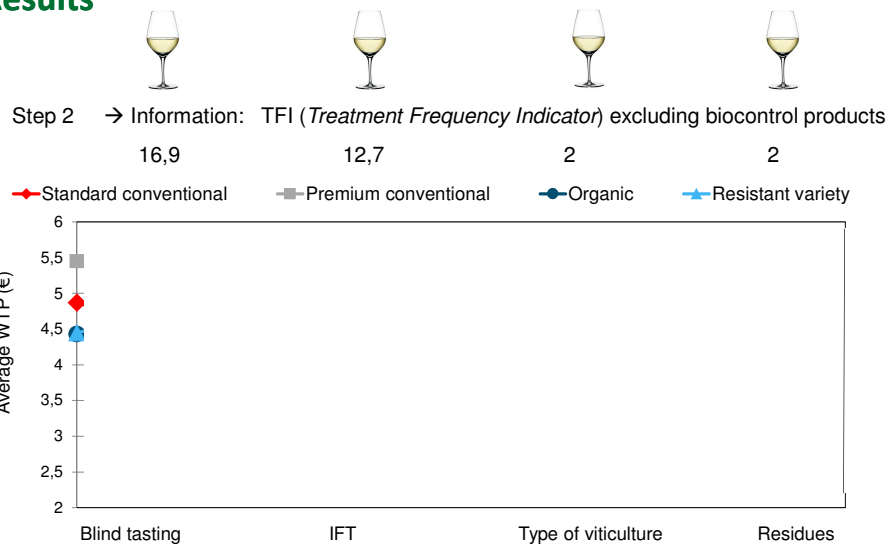 Results
Step 2 → Information: TFI (Treatment Frequency Indicator) excluding biocontrol products
16,9 12,7 2 2
Standard conventional Premium conventional Organic Resistant variety
6
5,5
5
4,5
4
3,5
3
2,5
2
Average WTP (€)
Blind tasting IFT Type of viticulture Residues